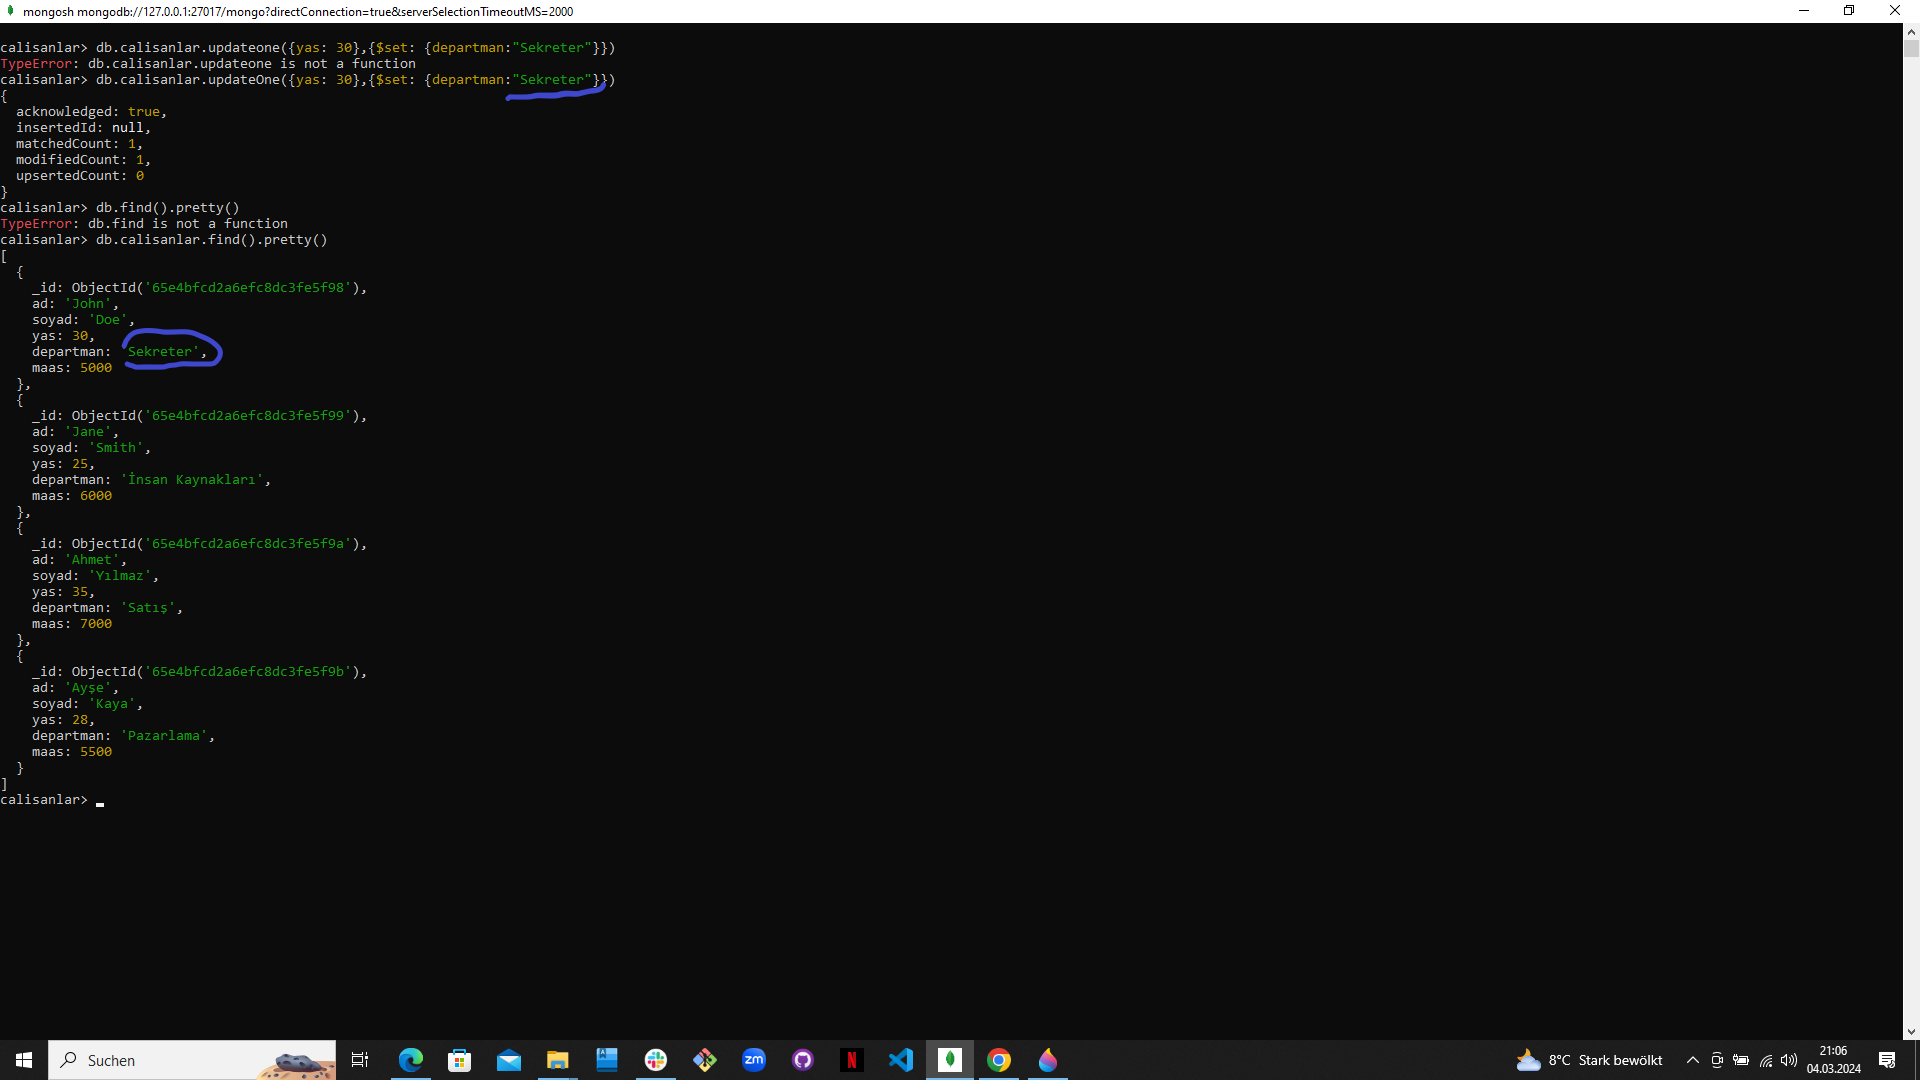 mongosh mongodb://127.0.0.1:27017/mongo?directConnection=true&serverSelectionTimeoutMS=2000
calisanlar> db.calisanlar.updateone({yas: 30},{$set: {departman:"Sekreter"}})
TypeError: db.calisanlar.updateone is not a function
calisanlar> db.calisanlar.updateOne({yas: 30},{$set: {departman:"Sekreter"}})
{
  acknowledged: true,
  insertedId: null,
  matchedCount: 1,
  modifiedCount: 1,
  upsertedCount: 0
}
calisanlar> db.find().pretty()
TypeError: db.find is not a function
calisanlar> db.calisanlar.find().pretty()
[
  {
    _id: ObjectId('65e4bfcd2a6efc8dc3fe5f98'),
    ad: 'John',
    soyad: 'Doe',
    yas: 30,
    departman: 'Sekreter',
    maas: 5000
  },
  {
    _id: ObjectId('65e4bfcd2a6efc8dc3fe5f99'),
    ad: 'Jane',
    soyad: 'Smith',
    yas: 25,
    departman: 'İnsan Kaynakları',
    maas: 6000
  },
  {
    _id: ObjectId('65e4bfcd2a6efc8dc3fe5f9a'),
    ad: 'Ahmet',
    soyad: 'Yılmaz',
    yas: 35,
    departman: 'Satış',
    maas: 7000
  },
  {
    _id: ObjectId('65e4bfcd2a6efc8dc3fe5f9b'),
    ad: 'Ayşe',
    soyad: 'Kaya',
    yas: 28,
    departman: 'Pazarlama',
    maas: 5500
  }
]
calisanlar>
Suchen
zm
N
8°C Stark bewölkt
21:06
04.03.2024